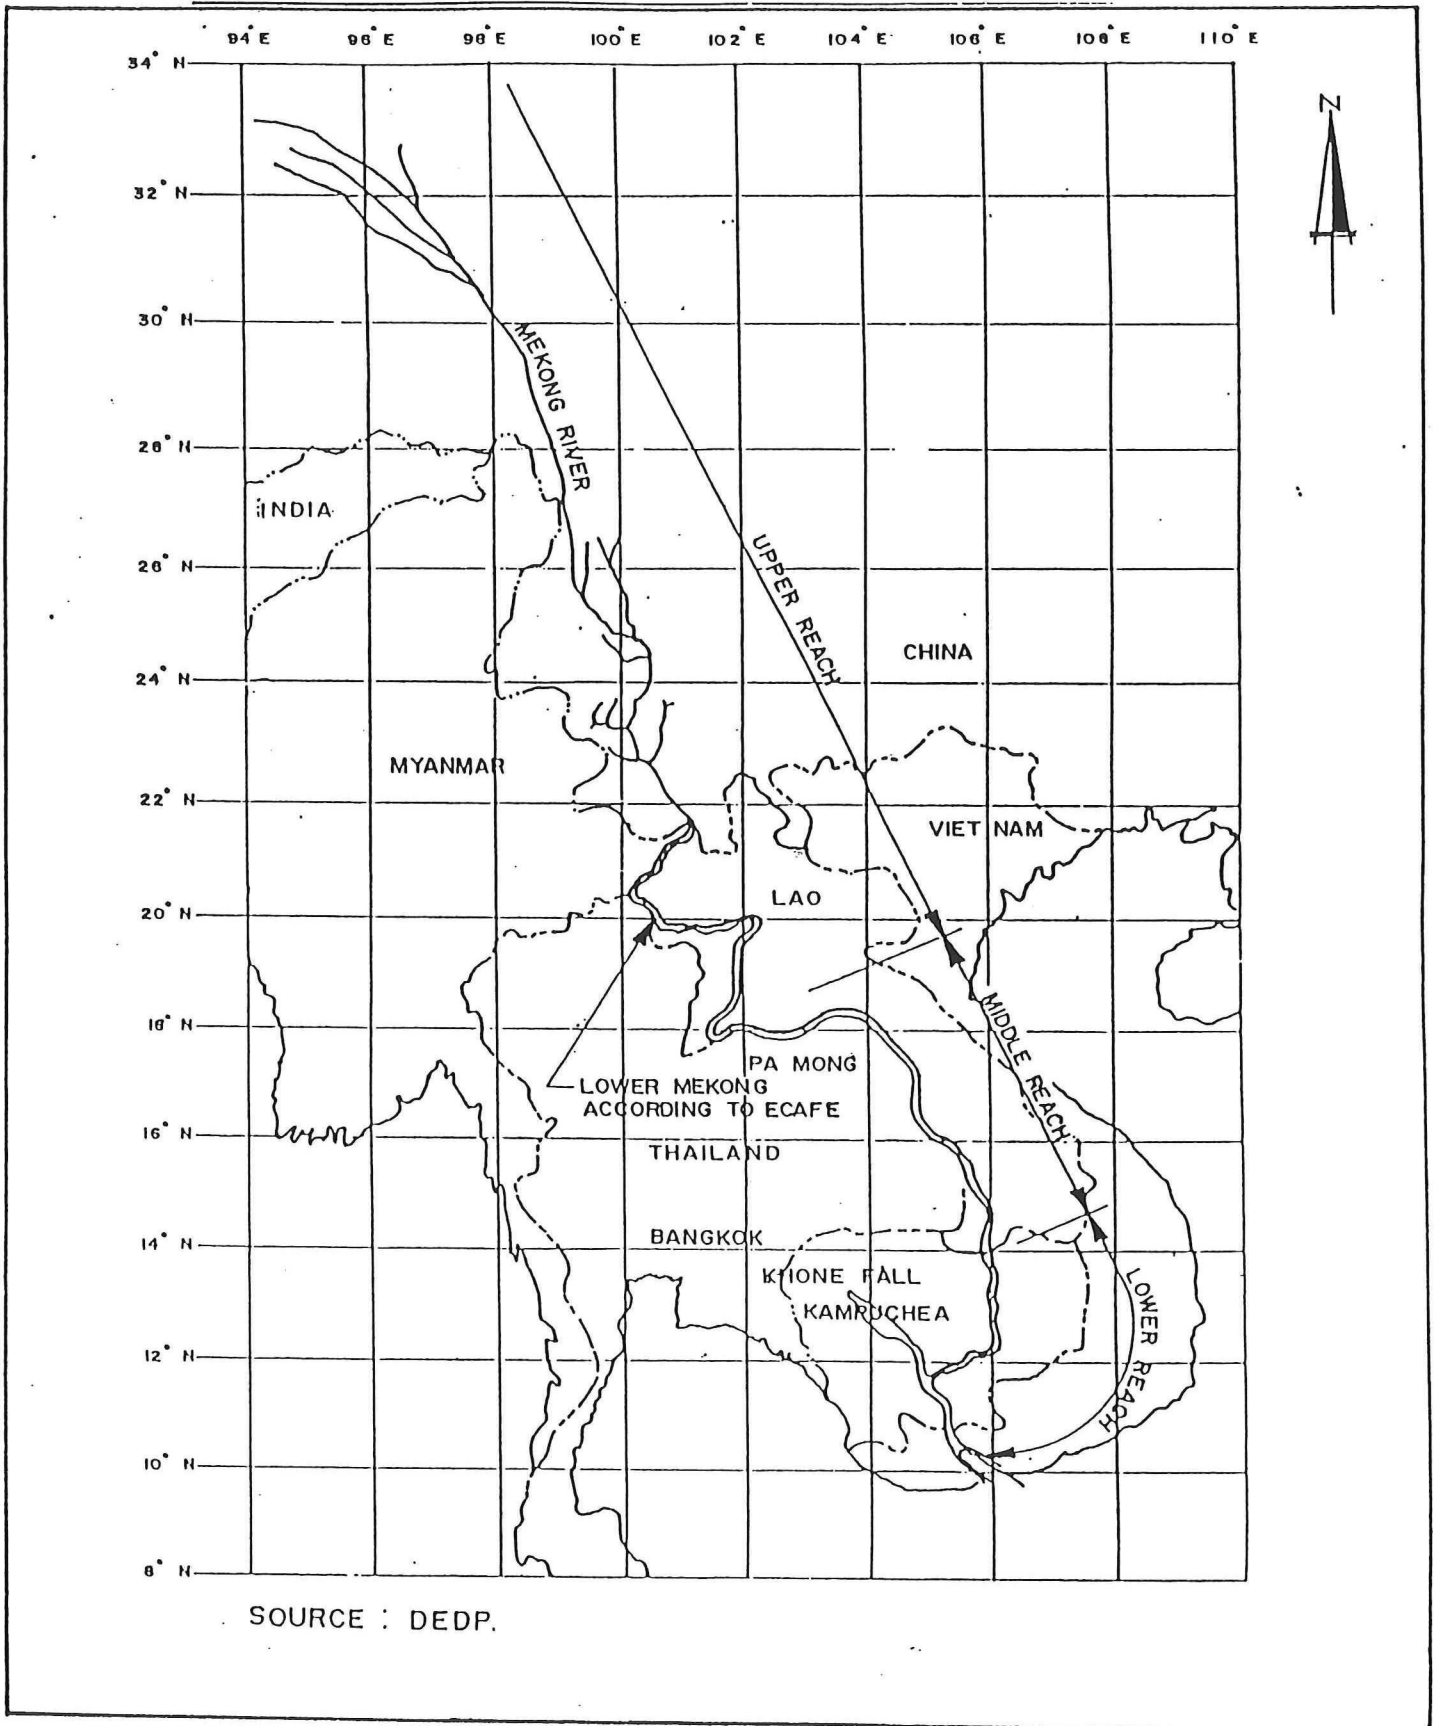 94° E 96° E 98° E 100° E 102° E 104° E 106° E 108° E 110° E
34° N
N
32° N
30° N
MEKONG RIVER
28° N
INDIA
UPPER REACH
26° N
CHINA
24° N
MYANMAR
22° N
VIET NAM
LAO
20° N
18° N
MIDDLE REACH
PA MONG
LOWER MEKONG
ACCORDING TO ECAFE
16° N
THAILAND
14° N
BANGKOK
KHONE FALL
LOWER REACH
KAMPUCHEA
12° N
10° N
8° N
SOURCE : DEDP.